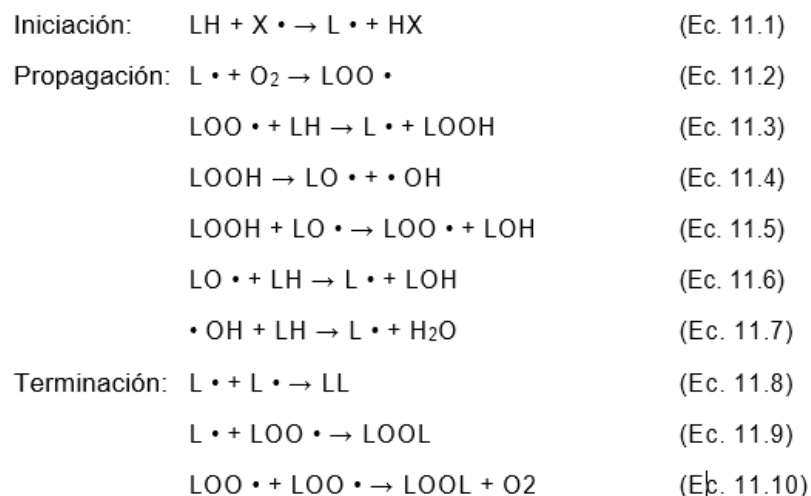 Iniciación: LH + X • → L • + HX (Ec. 11.1)
Propagación: L • + O₂ → LOO • (Ec. 11.2)
LOO • + LH → L • + LOOH (Ec. 11.3)
LOOH → LO • + • OH (Ec. 11.4)
LOOH + LO • → LOO • + LOH (Ec. 11.5)
LO • + LH → L • + LOH (Ec. 11.6)
• OH + LH → L • + H₂O (Ec. 11.7)
Terminación: L • + L • → LL (Ec. 11.8)
L • + LOO • → LOOL (Ec. 11.9)
LOO • + LOO • → LOOL + O2 (Ec. 11.10)